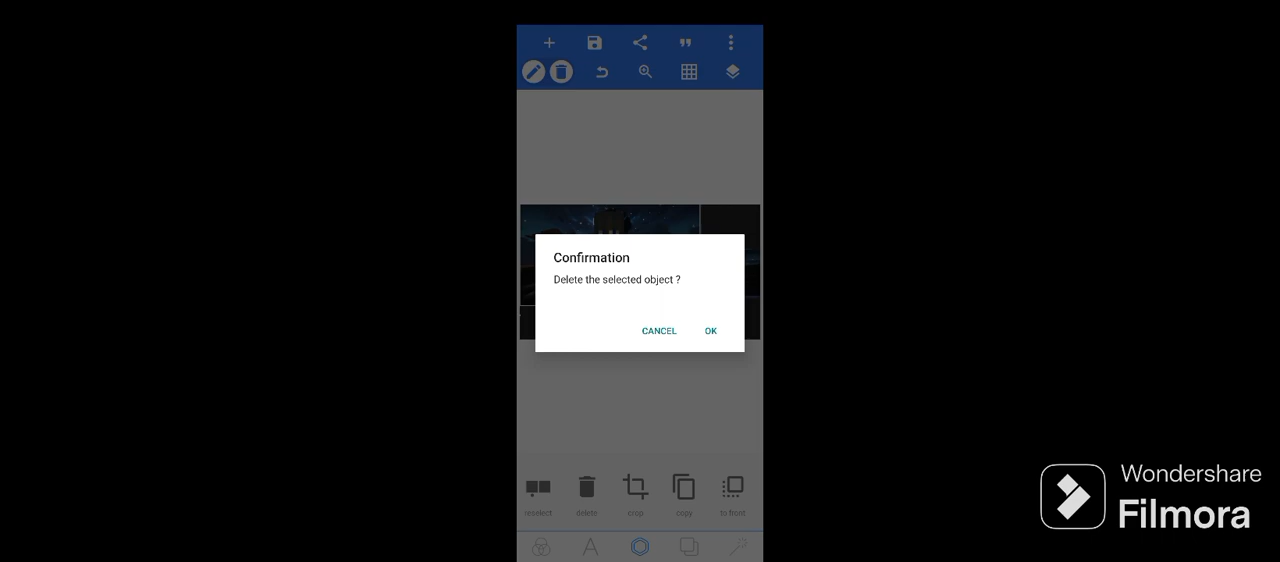 Confirmation
Delete the selected object ?
CANCEL OK
reselect delete crop copy to front
Wondershare
Filmora